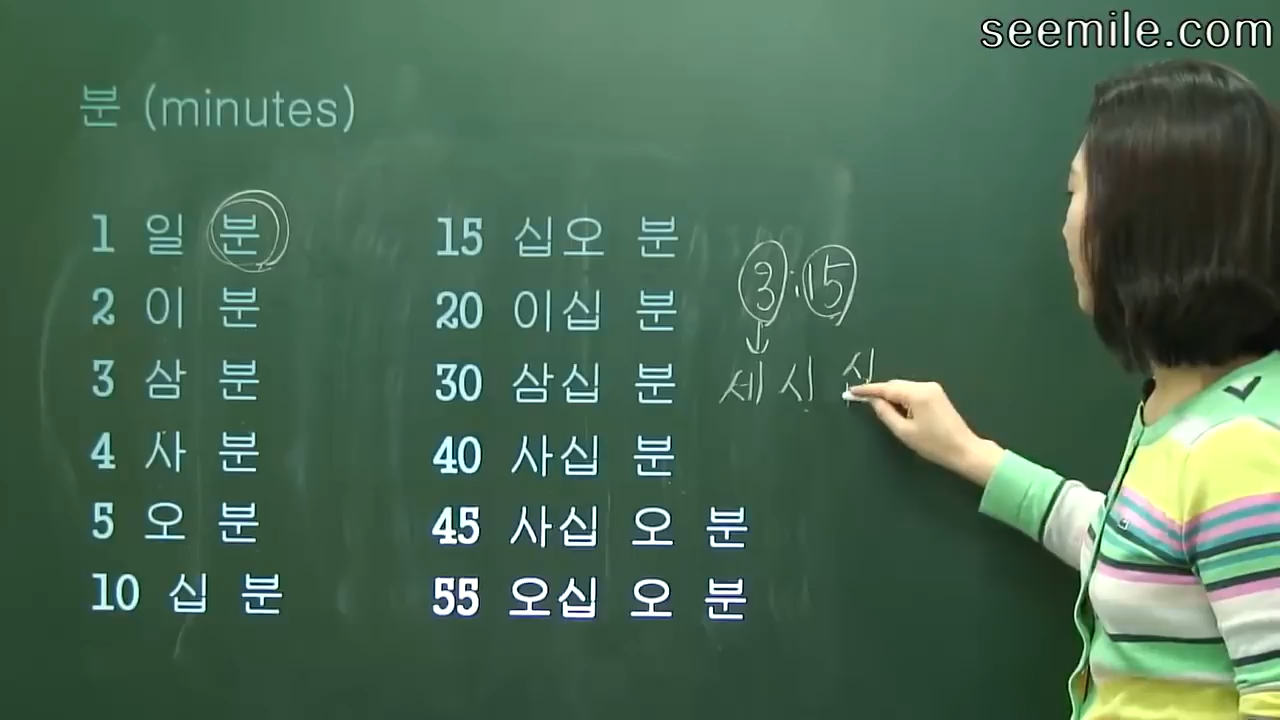 seemile.com
분 (minutes)
1 일 분
2 이 분
3 삼 분
4 사 분
5 오 분
10 십 분
15 십오 분
20 이십 분
30 삼십 분
40 사십 분
45 사십 오 분
55 오십 오 분
3:15
세시 십